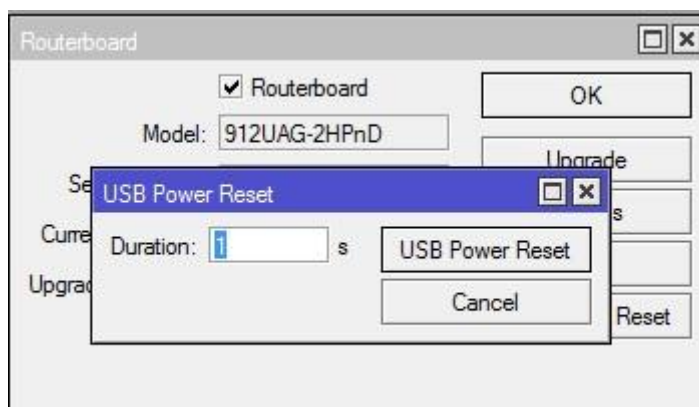 Routerboard
Routerboard
OK
Model: 912UAG-2HPnD
Upgrade
USB Power Reset
Duration: 1 s
USB Power Reset
Cancel
Reset